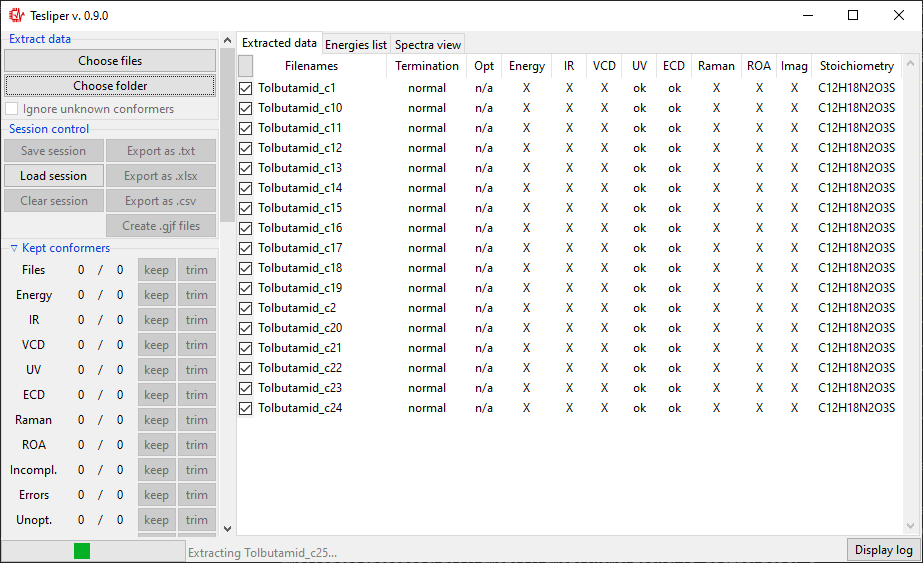 Tesliper v. 0.9.0
Extract data
Choose files
Choose folder
Ignore unknown conformers
Session control
Save session Export as .txt
Load session Export as .xlsx
Clear session Export as .csv
Create .gjf files
Kept conformers
Files 0 / 0 keep trim
Energy 0 / 0 keep trim
IR 0 / 0 keep trim
VCD 0 / 0 keep trim
UV 0 / 0 keep trim
ECD 0 / 0 keep trim
Raman 0 / 0 keep trim
ROA 0 / 0 keep trim
Incompl. 0 / 0 keep trim
Errors 0 / 0 keep trim
Unopt. 0 / 0 keep trim
Extracted data Energies list Spectra view
Filenames Termination Opt Energy IR VCD UV ECD Raman ROA Imag Stoichiometry
Tolbutamid_c1 normal n/a X X X ok ok X X X C12H18N2O3S
Tolbutamid_c10 normal n/a X X X ok ok X X X C12H18N2O3S
Tolbutamid_c11 normal n/a X X X ok ok X X X C12H18N2O3S
Tolbutamid_c12 normal n/a X X X ok ok X X X C12H18N2O3S
Tolbutamid_c13 normal n/a X X X ok ok X X X C12H18N2O3S
Tolbutamid_c14 normal n/a X X X ok ok X X X C12H18N2O3S
Tolbutamid_c15 normal n/a X X X ok ok X X X C12H18N2O3S
Tolbutamid_c16 normal n/a X X X ok ok X X X C12H18N2O3S
Tolbutamid_c17 normal n/a X X X ok ok X X X C12H18N2O3S
Tolbutamid_c18 normal n/a X X X ok ok X X X C12H18N2O3S
Tolbutamid_c19 normal n/a X X X ok ok X X X C12H18N2O3S
Tolbutamid_c2 normal n/a X X X ok ok X X X C12H18N2O3S
Tolbutamid_c20 normal n/a X X X ok ok X X X C12H18N2O3S
Tolbutamid_c21 normal n/a X X X ok ok X X X C12H18N2O3S
Tolbutamid_c22 normal n/a X X X ok ok X X X C12H18N2O3S
Tolbutamid_c23 normal n/a X X X ok ok X X X C12H18N2O3S
Tolbutamid_c24 normal n/a X X X ok ok X X X C12H18N2O3S
Extracting Tolbutamid_c25...
Display log